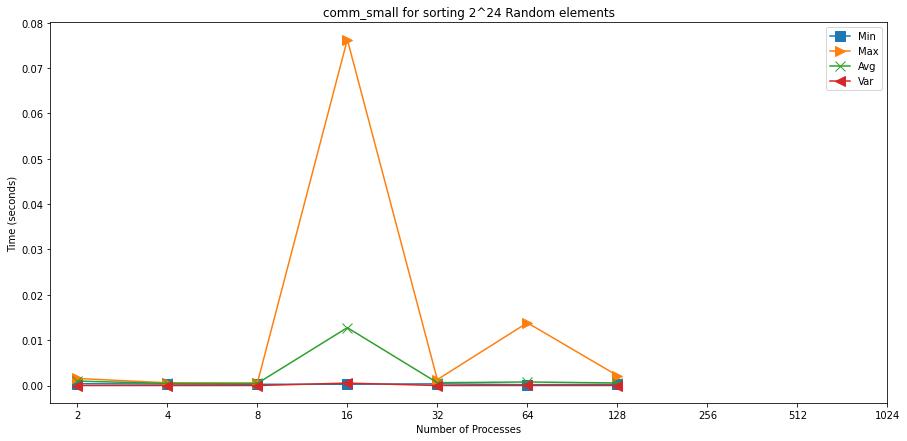 comm_small for sorting 2^24 Random elements
Min
Max
Avg
Var
0.08
0.07
0.06
0.05
0.04
0.03
0.02
0.01
0.00
Time (seconds)
2 4 8 16 32 64 128 256 512 1024
Number of Processes